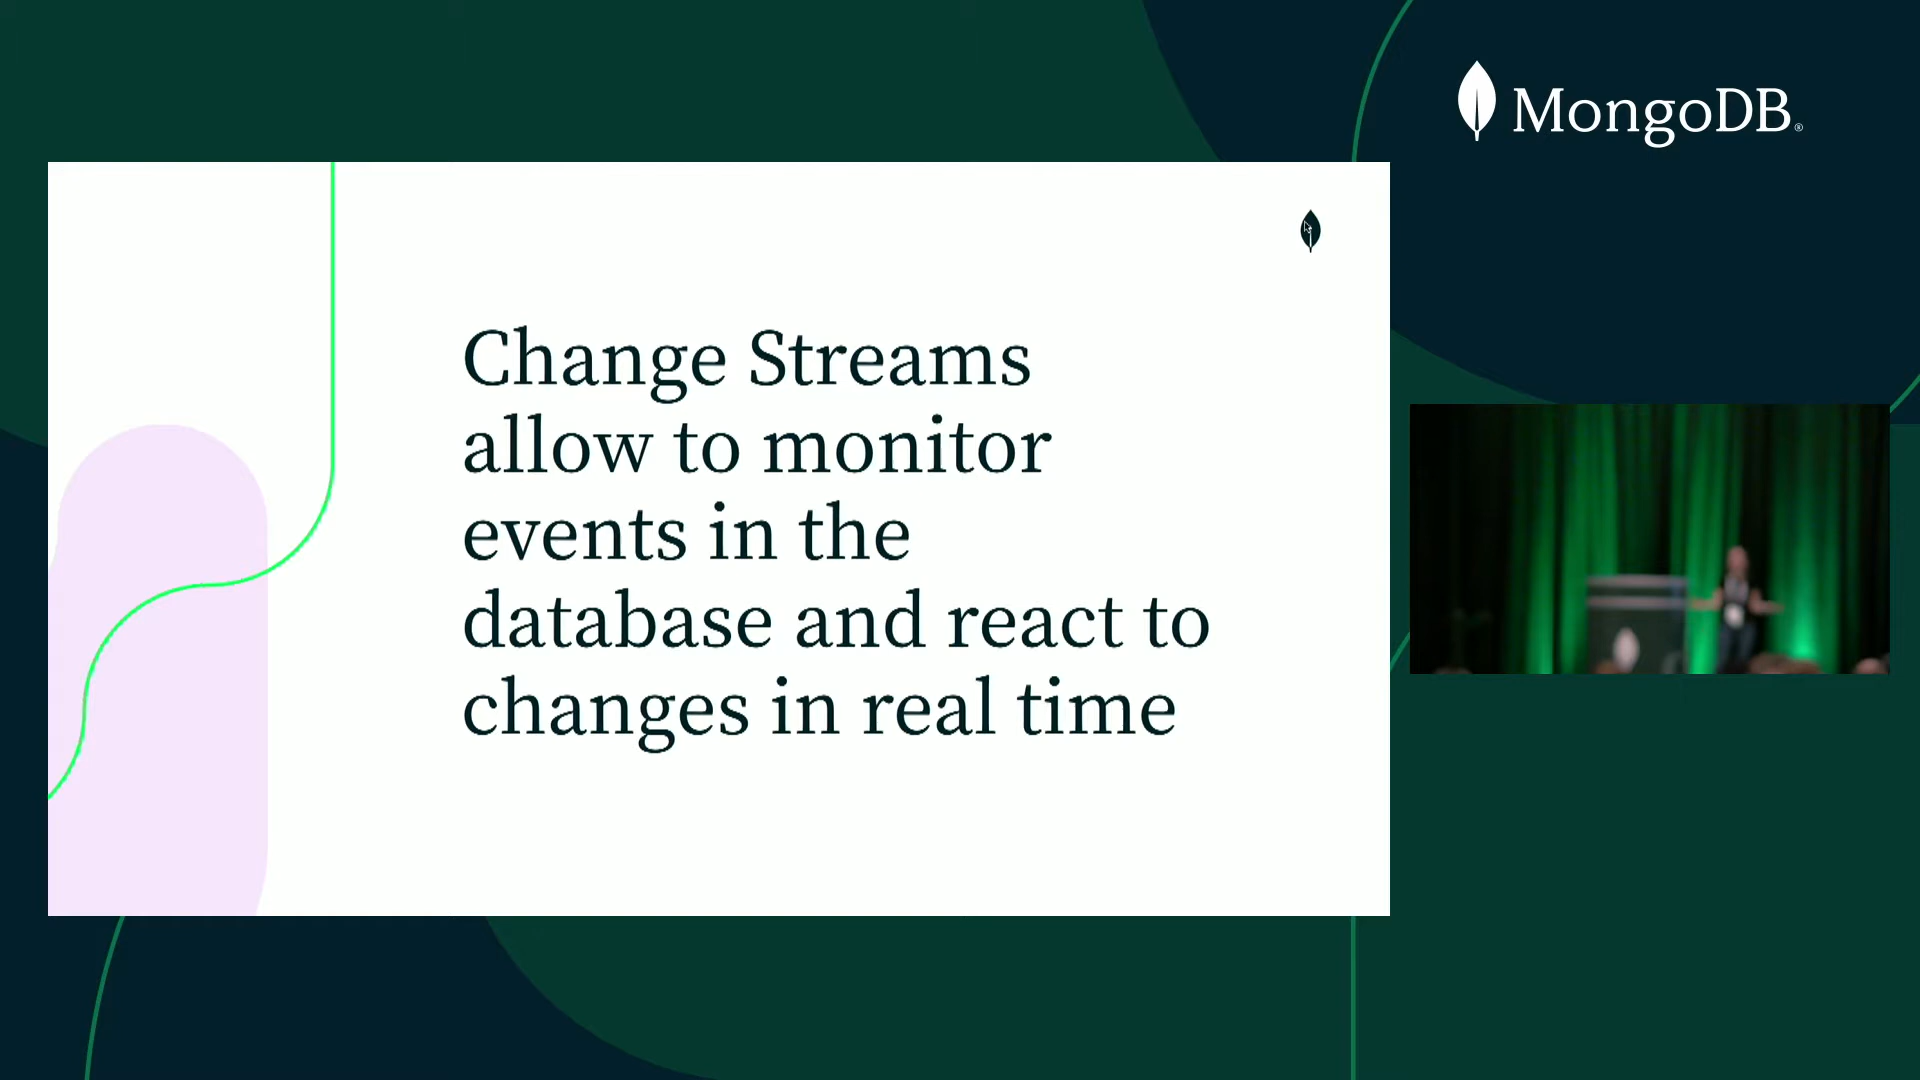 MongoDB®
Change Streams
allow to monitor
events in the
database and react to
changes in real time